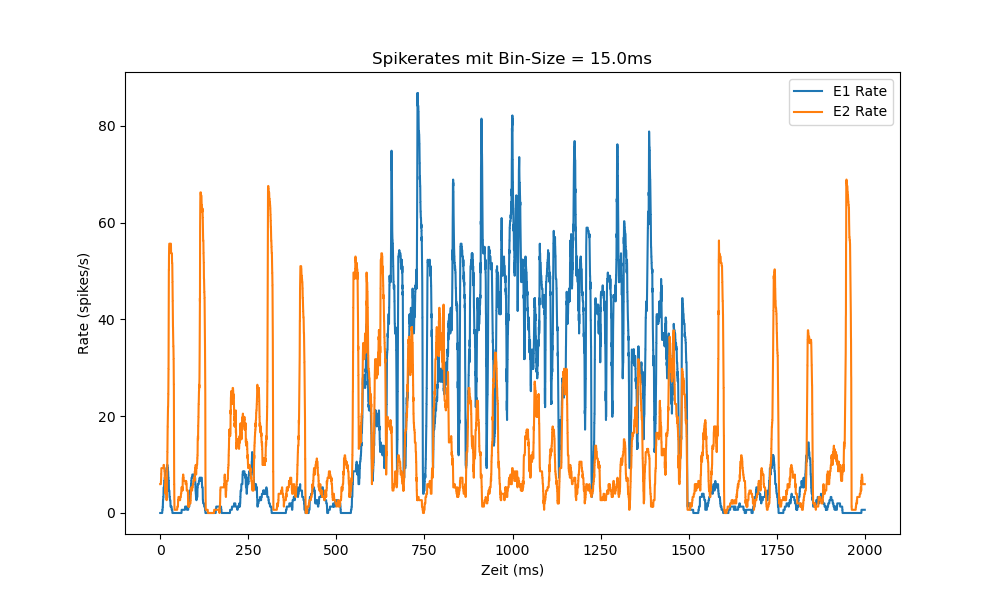 Spikerates mit Bin-Size = 15.0ms
E1 Rate
E2 Rate
Rate (spikes/s)
80
60
40
20
0
0 250 500 750 1000 1250 1500 1750 2000
Zeit (ms)